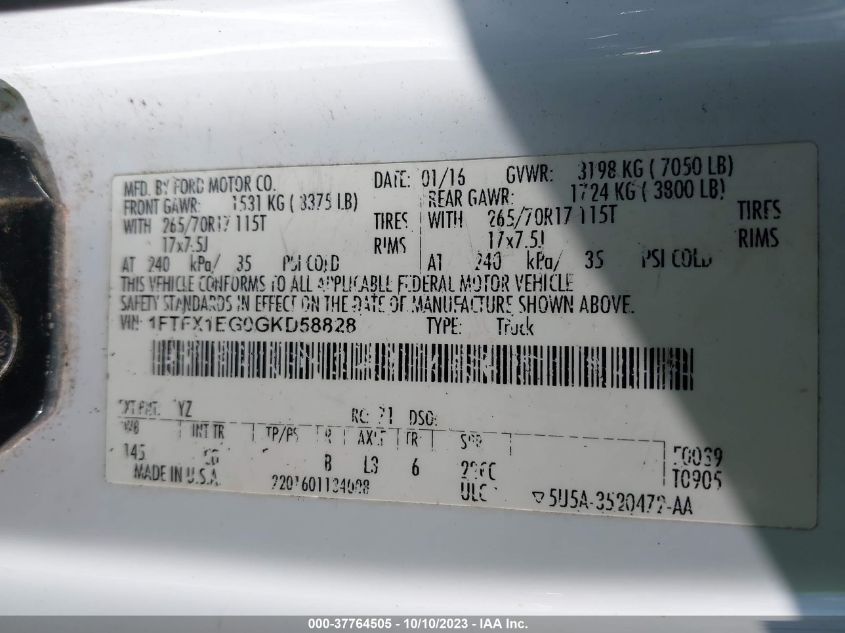 MFD. BY FORD MOTOR CO. DATE: 01/16 GVWR: 3198 KG ( 7050 LB)
FRONT GAWR: 1531 KG ( 3375 LB) REAR GAWR: 1724 KG ( 3800 LB)
WITH 265/70R17 115T TIRES WITH 265/70R17 115T TIRES
17x7.5J RIMS 17x7.5J RIMS
AT 240 kPa/ 35 PSI COLD AT 240 kPa/ 35 PSI COLD
THIS VEHICLE CONFORMS TO ALL APPLICABLE FEDERAL MOTOR VEHICLE
SAFETY STANDARDS IN EFFECT ON THE DATE OF MANUFACTURE SHOWN ABOVE.
VIN: 1FTFX1EG0GKD58828 TYPE: Truck
EXT PNT: YZ RC: 71 DSO:
WB INT TR TP/PS R AXLE TR SPR
145 B L3 6
T0905
MADE IN U.S.A. ULC 5U5A-3520472-AA
000-37764505 - 10/10/2023 - IAA Inc.